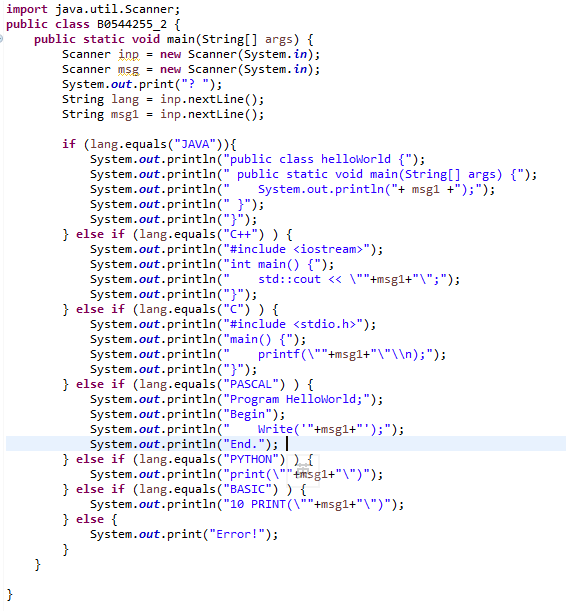 import java.util.Scanner;
public class B0544255_2 {
    public static void main(String[] args) {
        Scanner inp = new Scanner(System.in);
        Scanner msg = new Scanner(System.in);
        System.out.print("? ");
        String lang = inp.nextLine();
        String msg1 = inp.nextLine();

        if (lang.equals("JAVA")){
            System.out.println("public class helloWorld {");
            System.out.println(" public static void main(String[] args) {");
            System.out.println("    System.out.println("+ msg1 +");");
            System.out.println(" }");
            System.out.println("}");
        } else if (lang.equals("C++") ) {
            System.out.println("#include <iostream>");
            System.out.println("int main() {");
            System.out.println("    std::cout << \""+msg1+"\";");
            System.out.println("}");
        } else if (lang.equals("C") ) {
            System.out.println("#include <stdio.h>");
            System.out.println("main() {");
            System.out.println("    printf(\""+msg1+"\"\\n);");
            System.out.println("}");
        } else if (lang.equals("PASCAL") ) {
            System.out.println("Program HelloWorld;");
            System.out.println("Begin");
            System.out.println("    Write('"+msg1+"');");
            System.out.println("End.");
        } else if (lang.equals("PYTHON") ) {
            System.out.println("print(\""+msg1+"\")");
        } else if (lang.equals("BASIC") ) {
            System.out.println("10 PRINT(\""+msg1+"\")");
        } else {
            System.out.print("Error!");
        }
    }

}